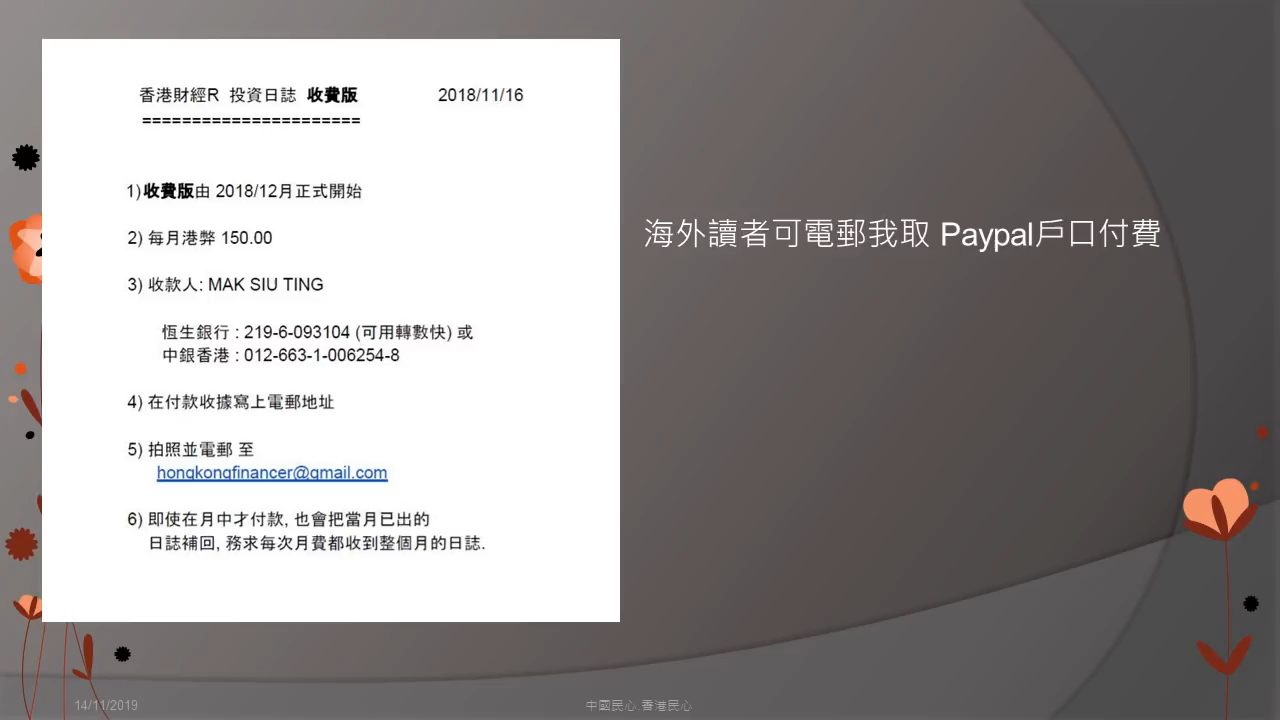 香港財經R 投資日誌 收費版 2018/11/16
======================
1)收費版由 2018/12月正式開始
2) 每月港幣 150.00
3) 收款人: MAK SIU TING
恆生銀行 : 219-6-093104 (可用轉數快) 或
中銀香港 : 012-663-1-006254-8
4) 在付款收據寫上電郵地址
5) 拍照並電郵 至
hongkongfinancer@gmail.com
6) 即使在月中才付款, 也會把當月已出的
日誌補回, 務求每次月費都收到整個月的日誌.
海外讀者可電郵我取 Paypal戶口付費
14/11/2019
中國民心.香港民心